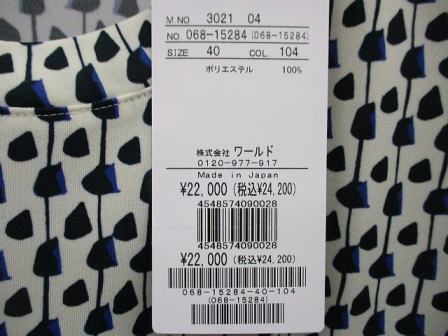 M NO 3021 04
NO 068-15284 (068-15284)
SIZE 40 COL 104
ポリエステル 100%
株式会社 ワールド
0120-977-917
Made in Japan
¥22,000 (税込¥24,200)
4548574090028
4548574090028
¥22,000 (税込¥24,200)
068-15284-40-104
(068-15284)